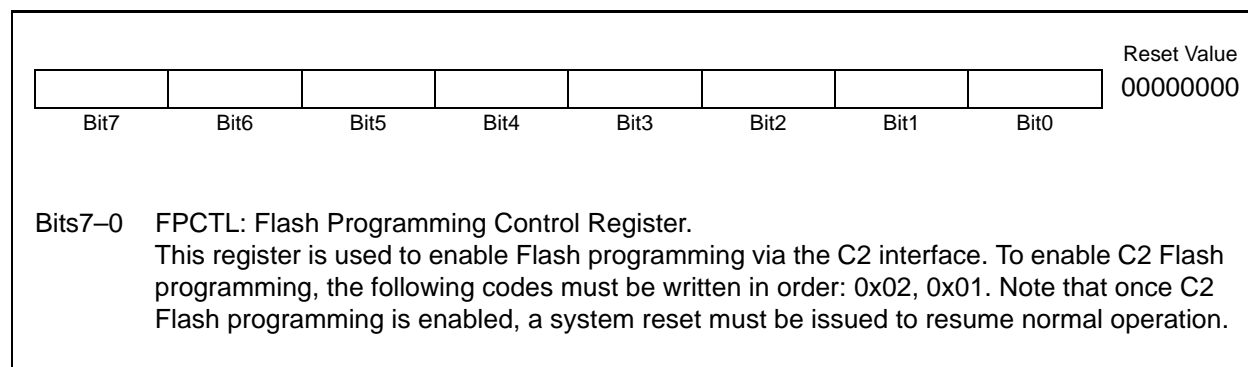 Reset Value
00000000
Bit7 Bit6 Bit5 Bit4 Bit3 Bit2 Bit1 Bit0
Bits7–0 FPCTL: Flash Programming Control Register.
This register is used to enable Flash programming via the C2 interface. To enable C2 Flash
programming, the following codes must be written in order: 0x02, 0x01. Note that once C2
Flash programming is enabled, a system reset must be issued to resume normal operation.